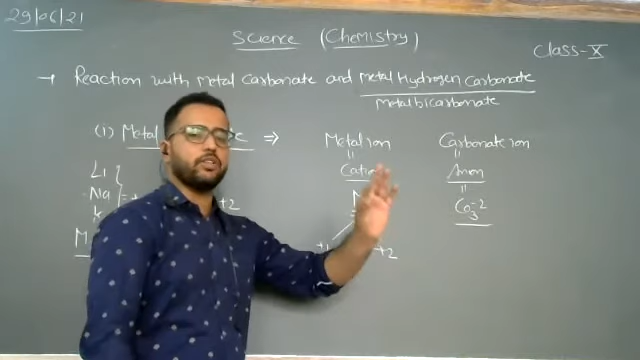 29/06/21
Science (Chemistry)
Class-X
→ Reaction with Metal Carbonate and Metal Hydrogen Carbonate
Metal bicarbonate
(i) Metal ⇒ Metal ion Carbonate ion
Li = = 
Na +2 Cation Anion
K =
M CO3-2
+1 +2